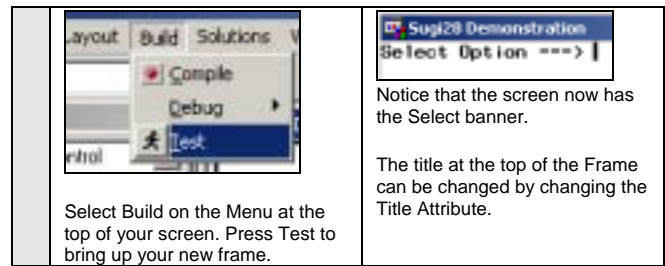 Layout Build Solutions
Compile
Debug
Test
ntrol
Select Build on the Menu at the
top of your screen. Press Test to
bring up your new frame.
Sugi28 Demonstration
Select Option ===>
Notice that the screen now has
the Select banner.
The title at the top of the Frame
can be changed by changing the
Title Attribute.